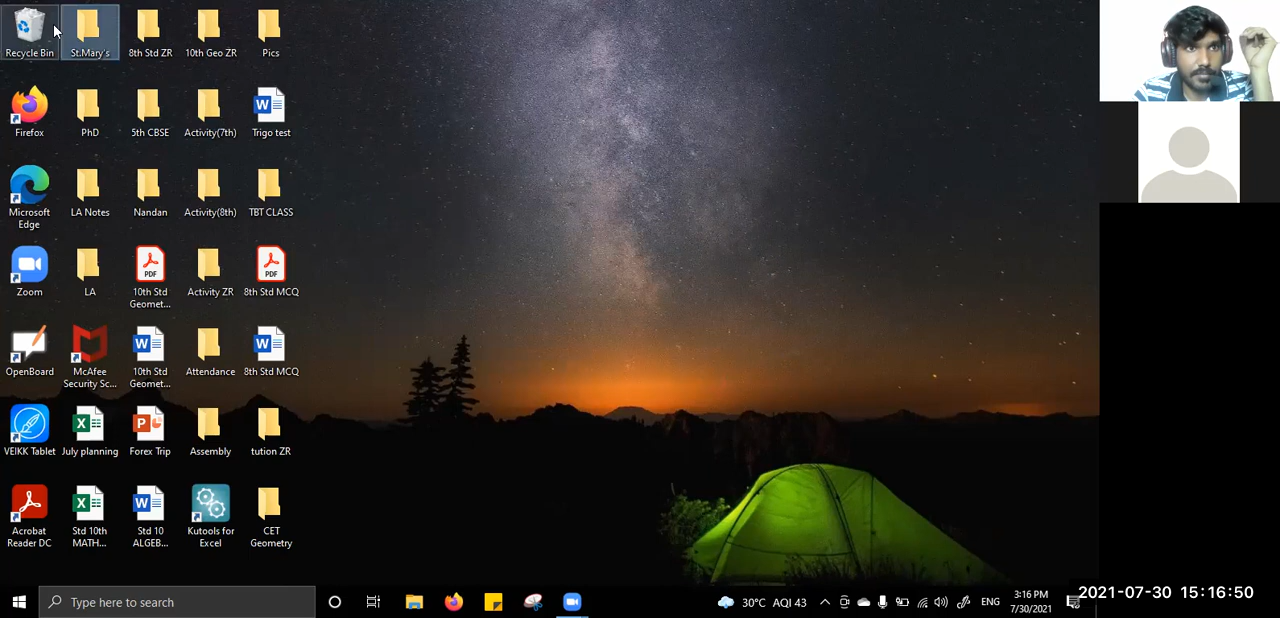 Recycle Bin
St.Mary's
8th Std ZR
10th Geo ZR
Pics
Firefox
PhD
5th CBSE
Activity(7th)
Trigo test
Microsoft
Edge
LA Notes
Nandan
Activity(8th)
TBT CLASS
Zoom
LA
PDF
10th Std
Geomet...
Activity ZR
PDF
8th Std MCQ
OpenBoard
McAfee
Security Sc...
10th Std
Geomet...
Attendance
8th Std MCQ
VEIKK Tablet
July planning
Forex Trip
Assembly
tution ZR
Acrobat
Reader DC
Std 10th
MATH...
Std 10
ALGEB...
Kutools for
Excel
CET
Geometry
Type here to search
30°C AQI 43
ENG
3:16 PM
7/30/2021
2021-07-30 15:16:50